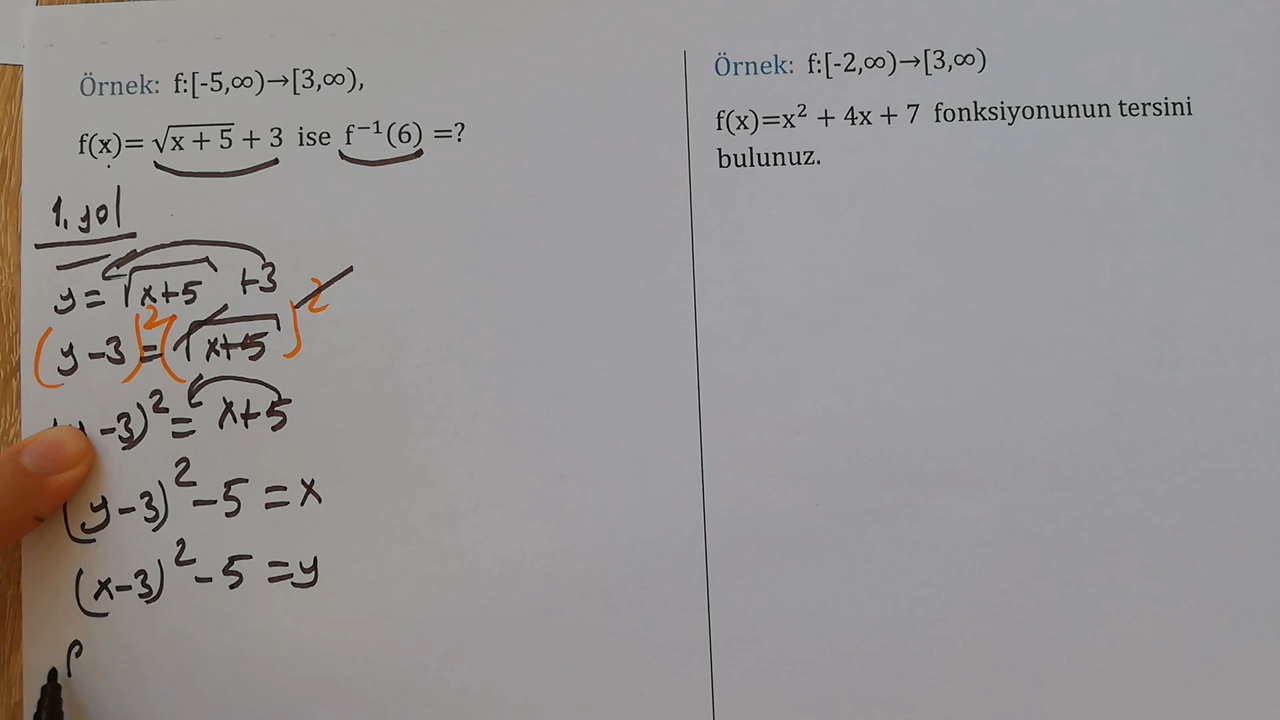 Örnek: f:[-5,∞)→[3,∞),
f(x)= √x + 5 + 3 ise f⁻¹(6) =?
1. yol
y = √x+5 +3
(y-3)² = (√x+5)²
-3)² = x+5
(y-3)² - 5 = x
(x-3)² - 5 = y
Örnek: f:[-2,∞)→[3,∞)
f(x)=x² + 4x + 7 fonksiyonunun tersini
bulunuz.